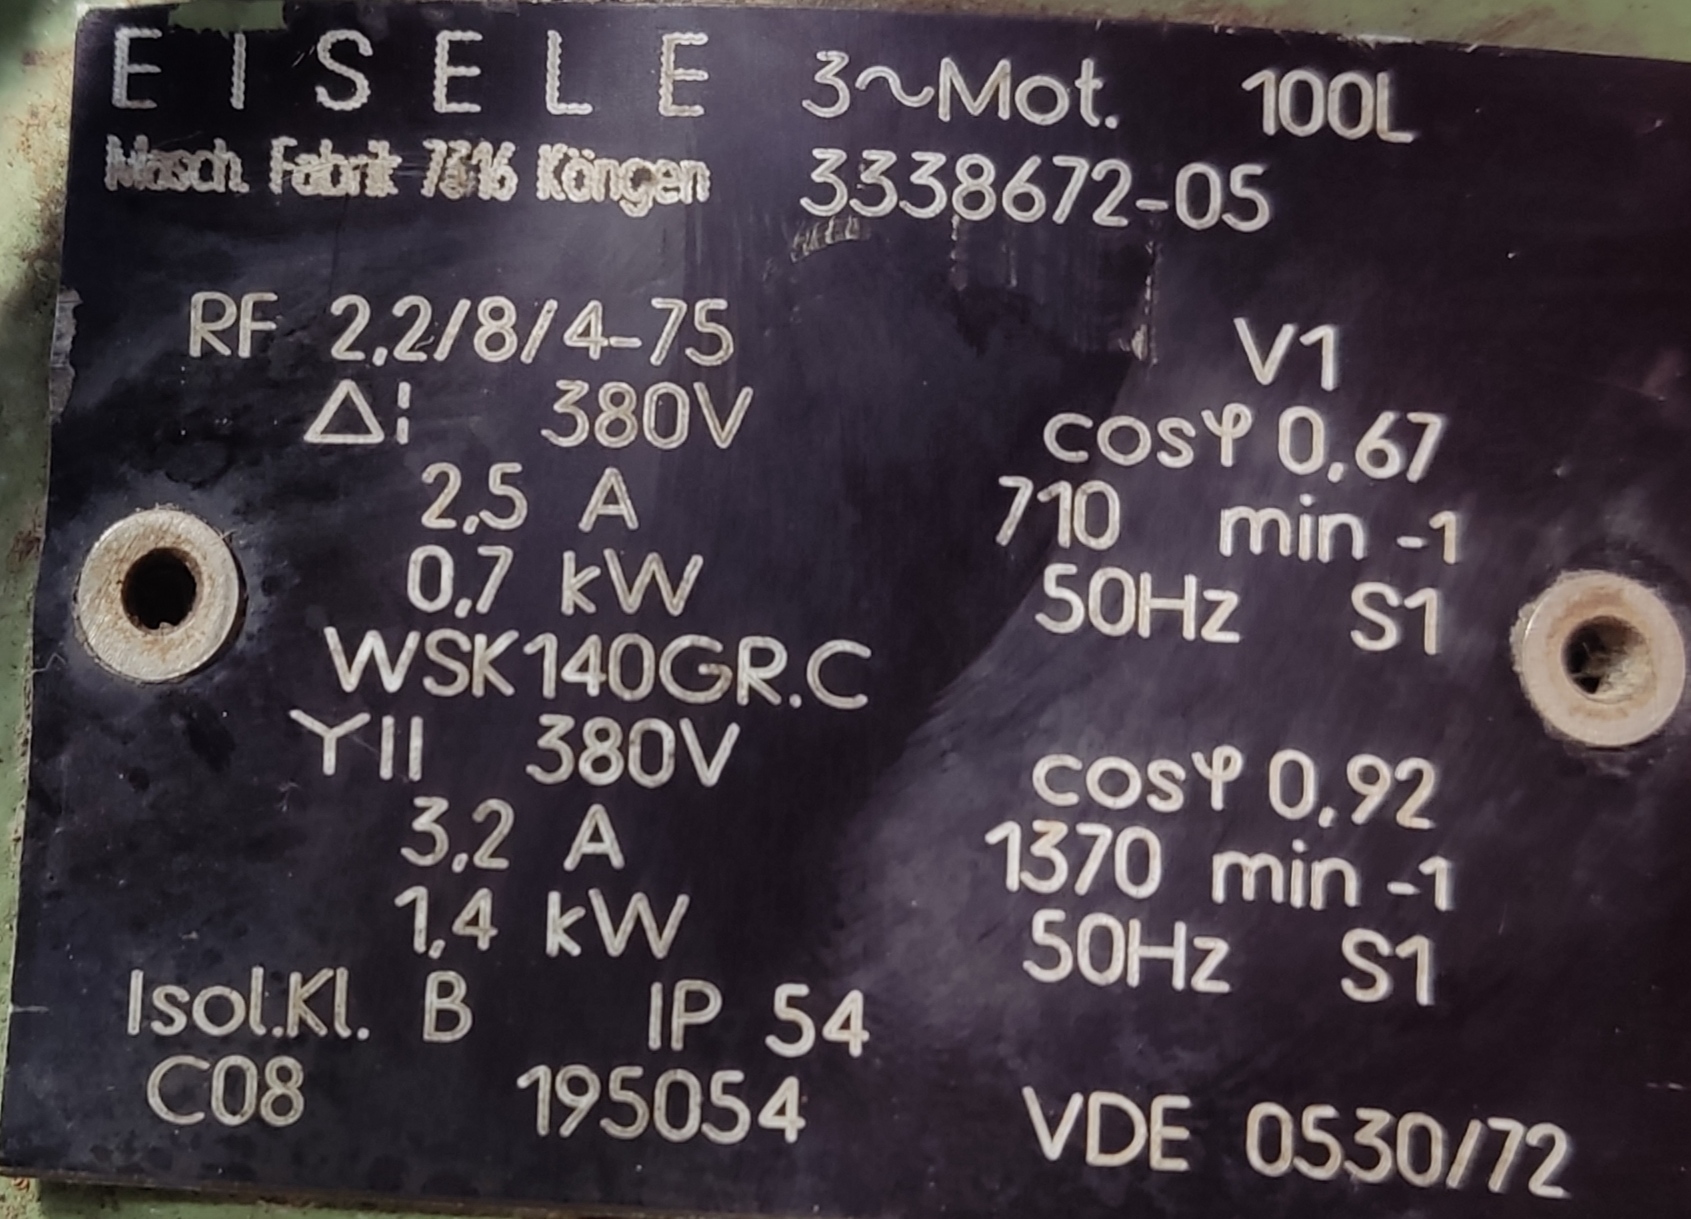 EISELE 3~Mot. 100L
Masch. Fabrik 7316 Köngen 3338672-05
RF 2,2/8/4-75 V1
Δ¦ 380V cosφ 0,67
2,5 A 710 min -1
0,7 kW 50Hz S1
WSK140GR.C
YII 380V cosφ 0,92
3,2 A 1370 min -1
1,4 kW 50Hz S1
Isol.Kl. B IP 54
C08 195054 VDE 0530/72